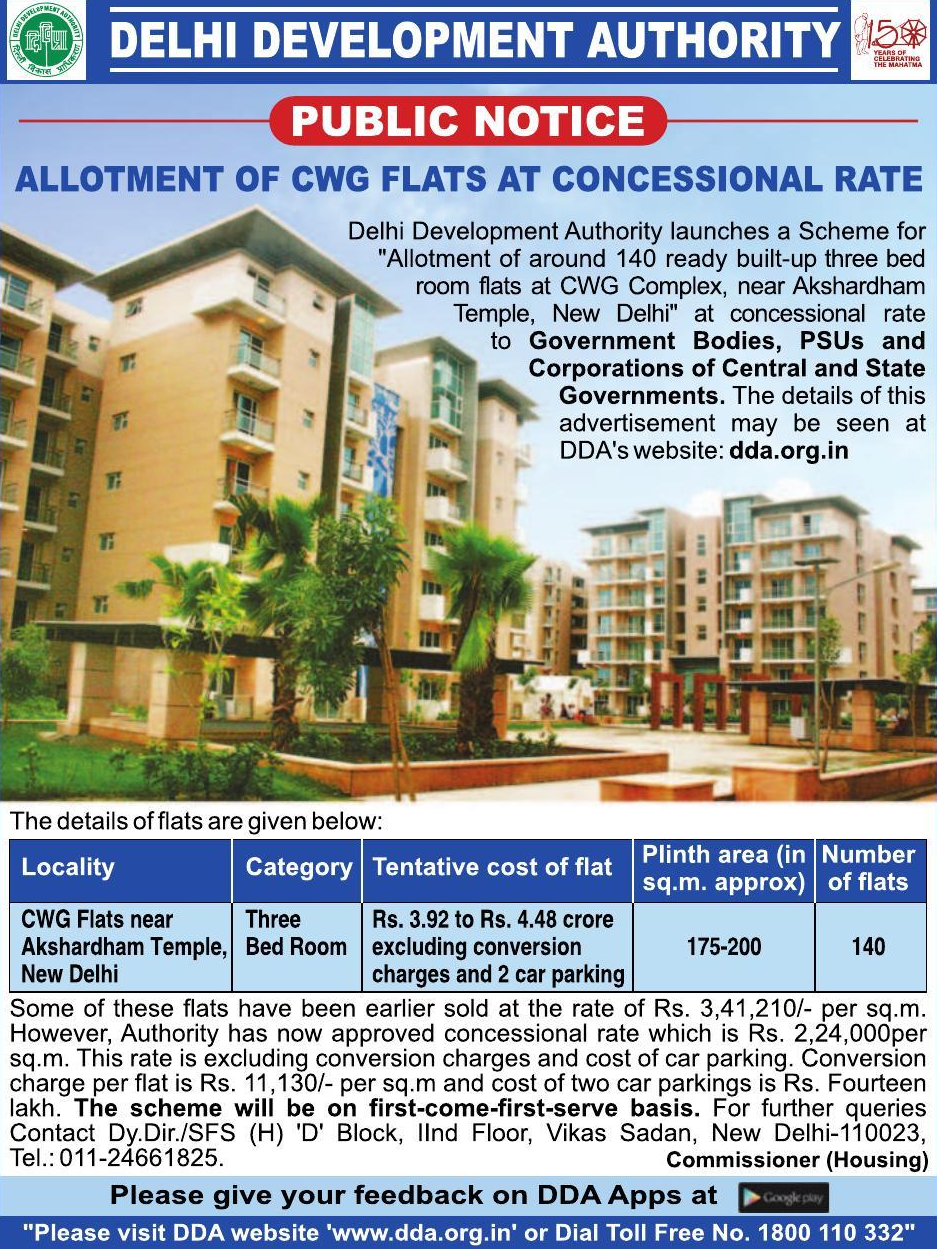 DELHI DEVELOPMENT AUTHORITY
DELHI DEVELOPMENT AUTHORITY
दिल्ली विकास प्राधिकरण
150
YEARS OF
CELEBRATING
THE MAHATMA
PUBLIC NOTICE
ALLOTMENT OF CWG FLATS AT CONCESSIONAL RATE
Delhi Development Authority launches a Scheme for
"Allotment of around 140 ready built-up three bed
room flats at CWG Complex, near Akshardham
Temple, New Delhi" at concessional rate
to Government Bodies, PSUs and
Corporations of Central and State
Governments. The details of this
advertisement may be seen at
DDA's website: dda.org.in
The details of flats are given below:
Locality Category Tentative cost of flat Plinth area (in sq.m. approx) Number of flats
CWG Flats near Three Rs. 3.92 to Rs. 4.48 crore
Akshardham Temple, Bed Room excluding conversion 175-200 140
New Delhi charges and 2 car parking
Some of these flats have been earlier sold at the rate of Rs. 3,41,210/- per sq.m.
However, Authority has now approved concessional rate which is Rs. 2,24,000per
sq.m. This rate is excluding conversion charges and cost of car parking. Conversion
charge per flat is Rs. 11,130/- per sq.m and cost of two car parkings is Rs. Fourteen
lakh. The scheme will be on first-come-first-serve basis. For further queries
Contact Dy.Dir./SFS (H) 'D' Block, IInd Floor, Vikas Sadan, New Delhi-110023,
Tel.: 011-24661825. Commissioner (Housing)
Please give your feedback on DDA Apps at Google play
"Please visit DDA website 'www.dda.org.in' or Dial Toll Free No. 1800 110 332"